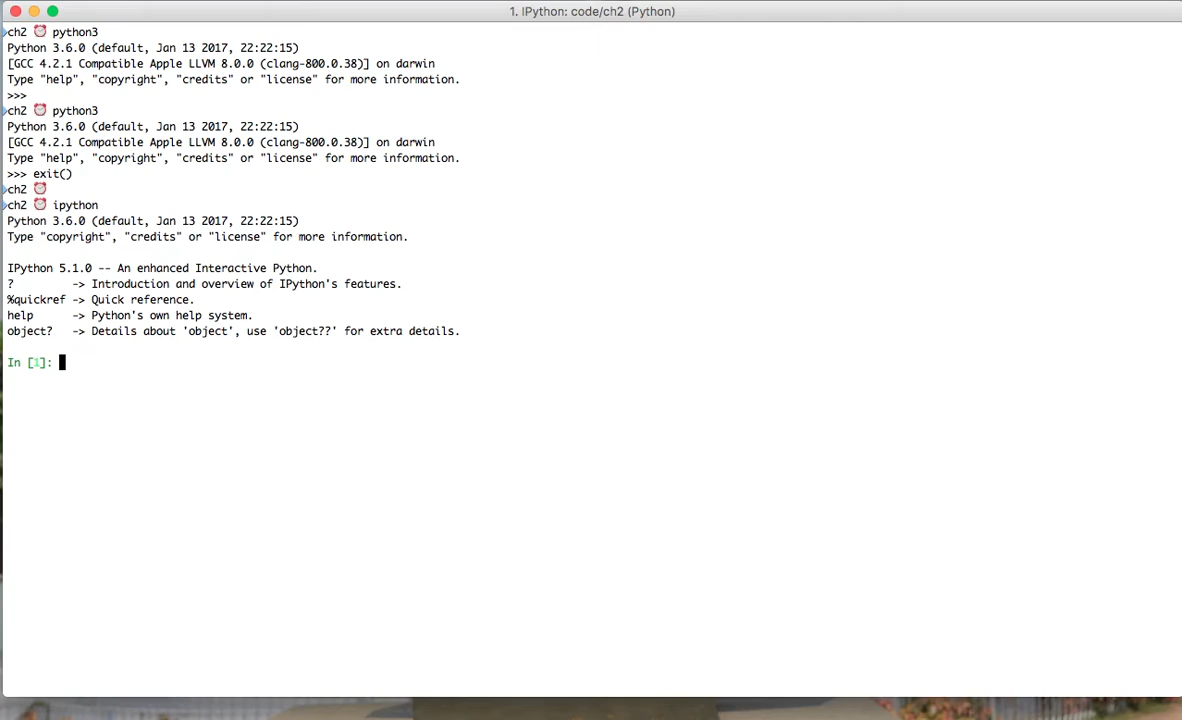 1. IPython: code/ch2 (Python)
ch2 ⏰ python3
Python 3.6.0 (default, Jan 13 2017, 22:22:15)
[GCC 4.2.1 Compatible Apple LLVM 8.0.0 (clang-800.0.38)] on darwin
Type "help", "copyright", "credits" or "license" for more information.
>>>
ch2 ⏰ python3
Python 3.6.0 (default, Jan 13 2017, 22:22:15)
[GCC 4.2.1 Compatible Apple LLVM 8.0.0 (clang-800.0.38)] on darwin
Type "help", "copyright", "credits" or "license" for more information.
>>> exit()
ch2 ⏰
ch2 ⏰ ipython
Python 3.6.0 (default, Jan 13 2017, 22:22:15)
Type "copyright", "credits" or "license" for more information.
IPython 5.1.0 -- An enhanced Interactive Python.
?         -> Introduction and overview of IPython's features.
%quickref -> Quick reference.
help      -> Python's own help system.
object?   -> Details about 'object', use 'object??' for extra details.
In [1]: